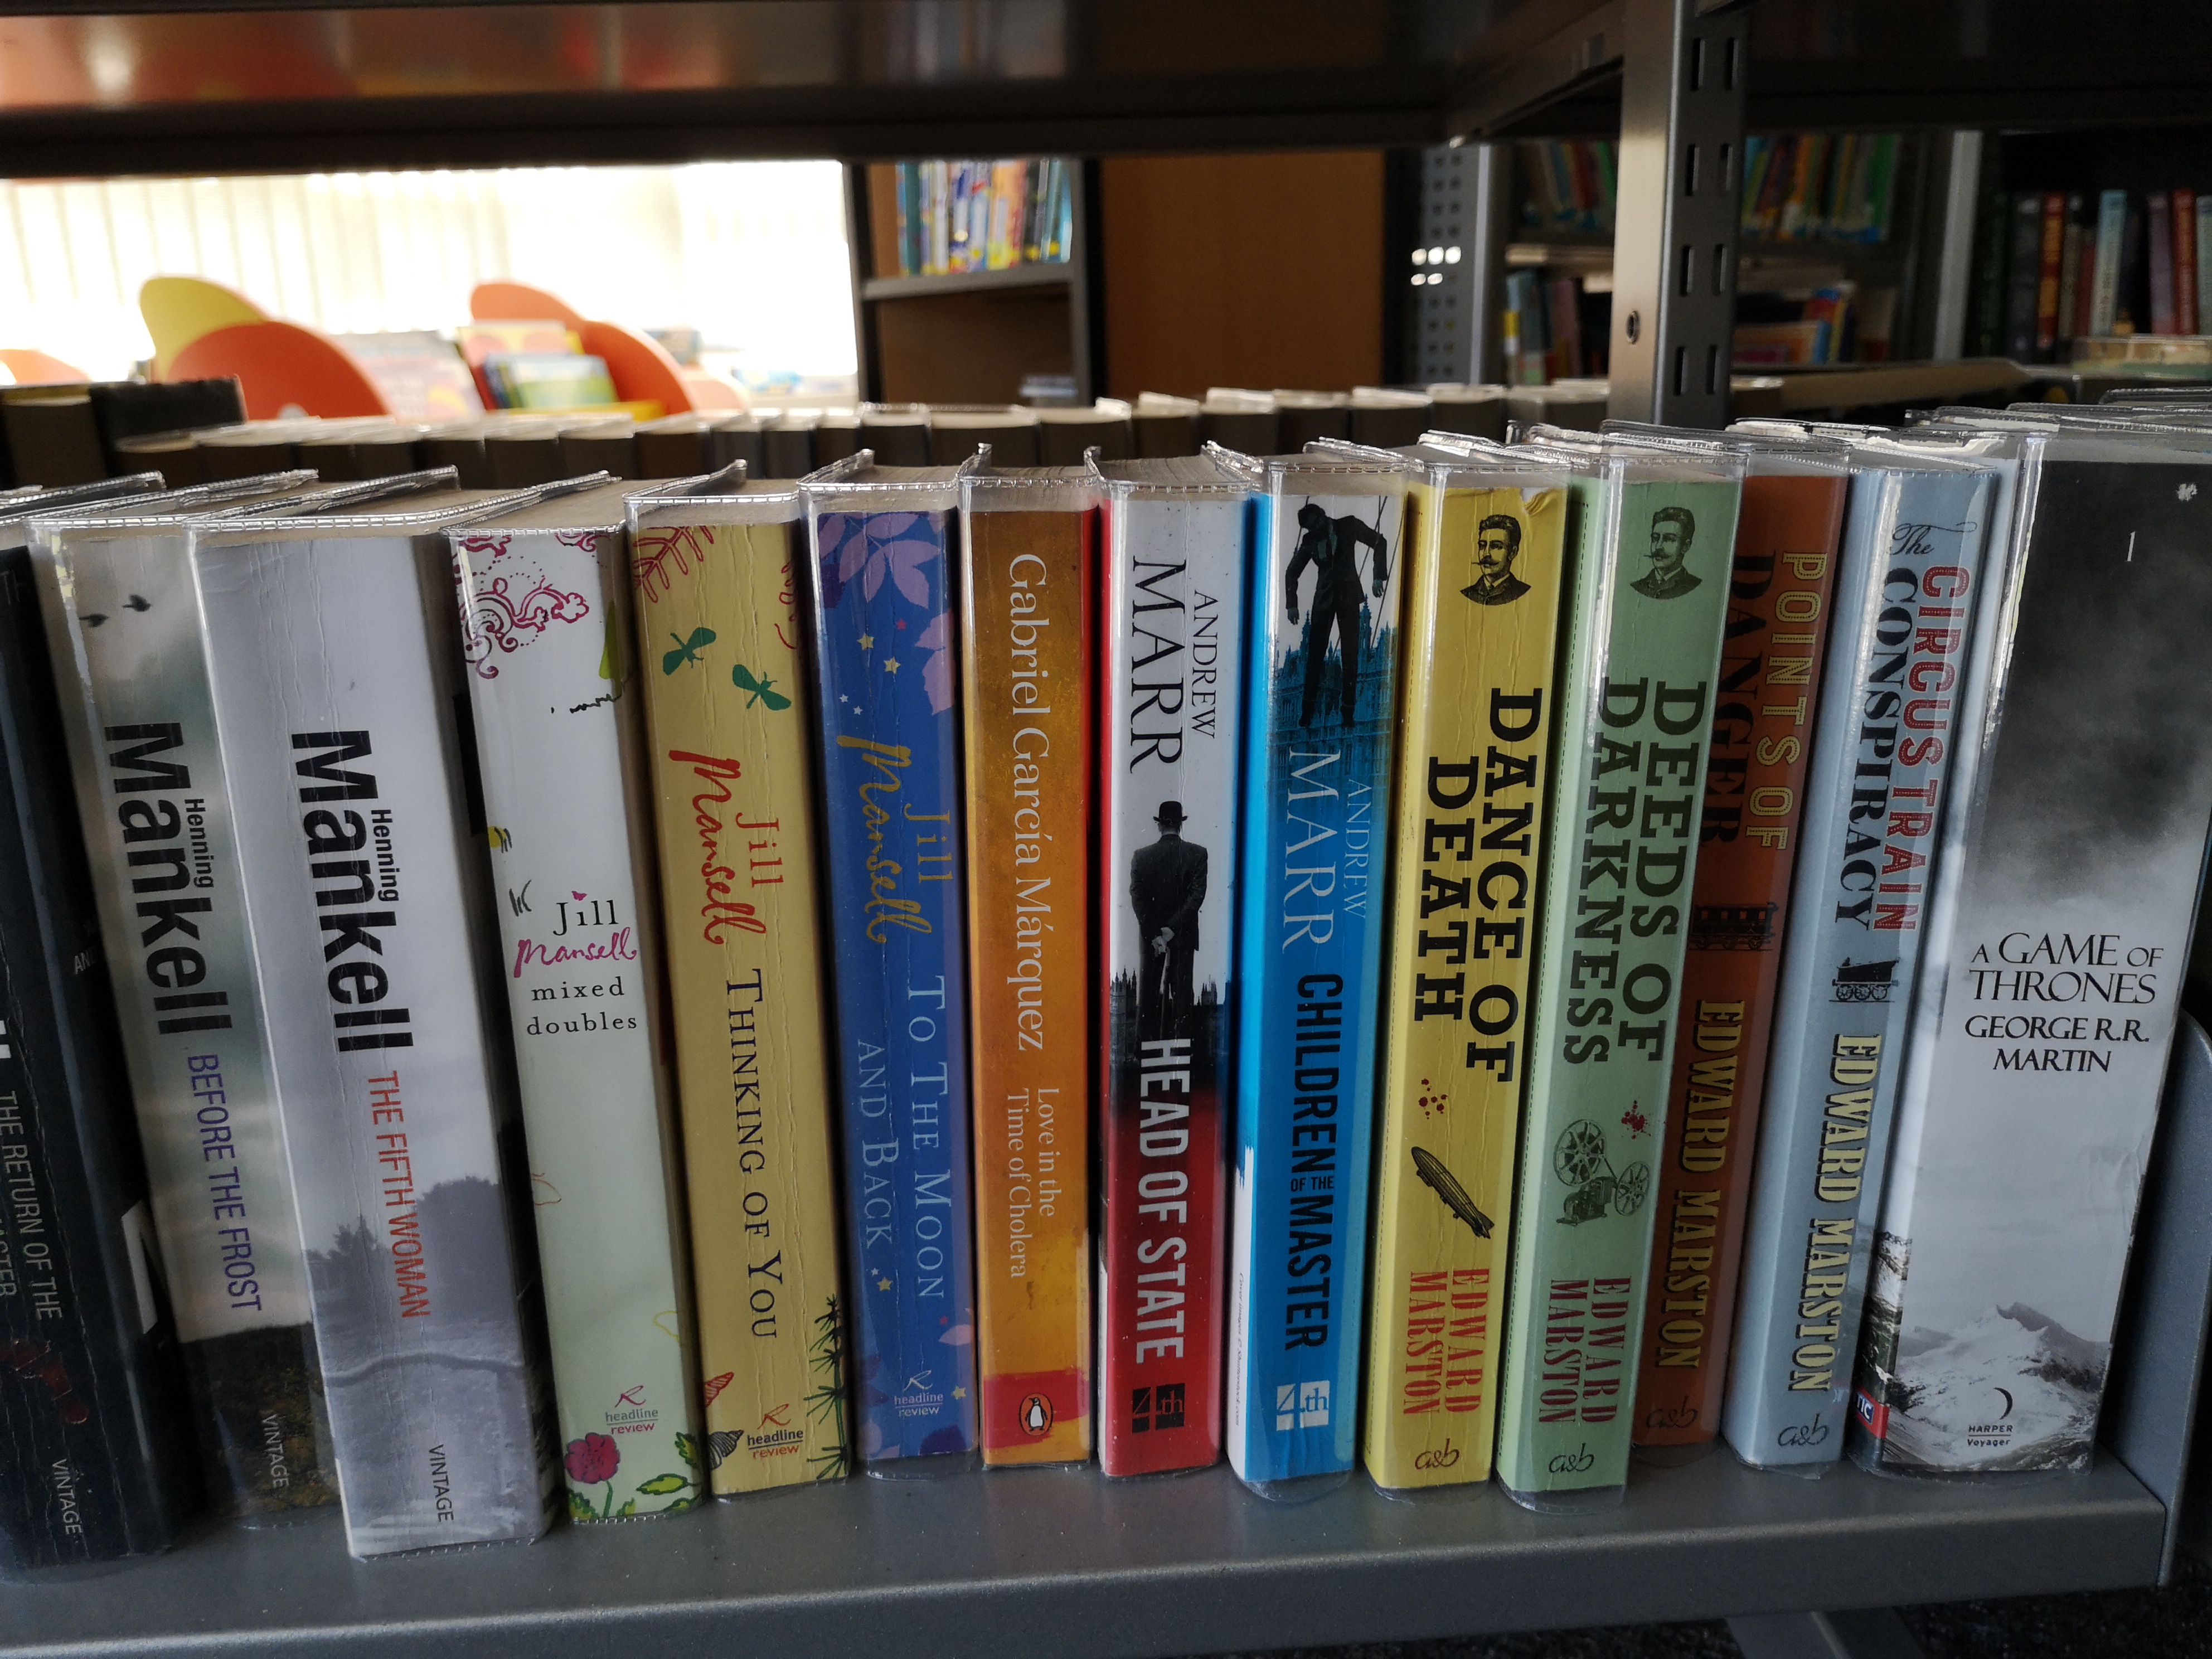 THE RETURN OF THE
VINTAGE
Henning
Mankell
BEFORE THE FROST
VINTAGE
Henning
Mankell
THE FIFTH WOMAN
VINTAGE
Jill
Mansell
mixed
doubles
R
headline
review
Jill
Mansell
THINKING OF YOU
R
headline
review
Jill
Mansell
TO THE MOON
AND BACK
R
headline
review
Gabriel García Márquez
Love in the
Time of Cholera
ANDREW
MARR
HEAD OF STATE
4th
ANDREW
MARR
CHILDREN
OF THE
MASTER
4th
DANCE OF
DEATH
EDWARD
MARSTON
a&b
DEEDS OF
DARKNESS
EDWARD
MARSTON
a&b
POINTS OF
DANGER
EDWARD MARSTON
a&b
The
CIRCUS TRAIN
CONSPIRACY
EDWARD MARSTON
a&b
1
A GAME OF
THRONES
GEORGE R.R.
MARTIN
HARPER
Voyager